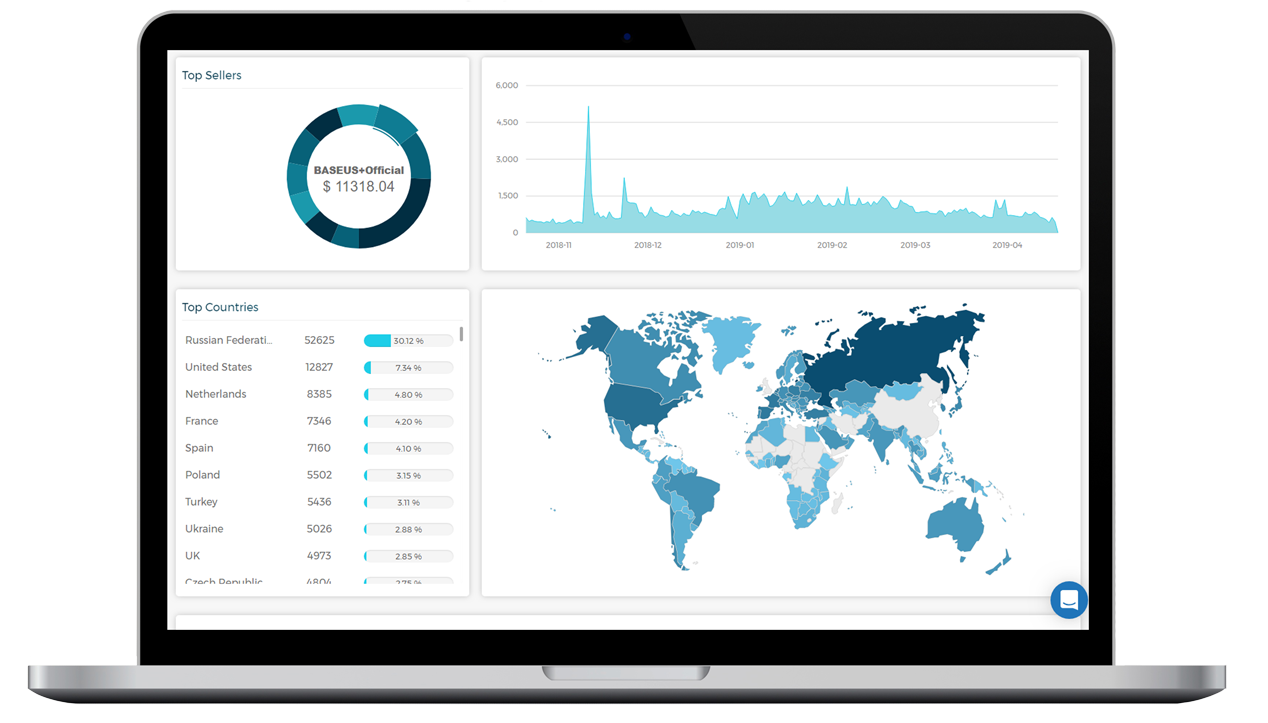 Top Sellers
BASEUS+Official
$ 11318.04
6,000
4,500
3,000
1,500
0
2018-11 2018-12 2019-01 2019-02 2019-03 2019-04
Top Countries
Russian Federati... 52625 30.12 %
United States 12827 7.34 %
Netherlands 8385 4.80 %
France 7346 4.20 %
Spain 7160 4.10 %
Poland 5502 3.15 %
Turkey 5436 3.11 %
Ukraine 5026 2.88 %
UK 4973 2.85 %
Czech Republic 4804 2.75 %